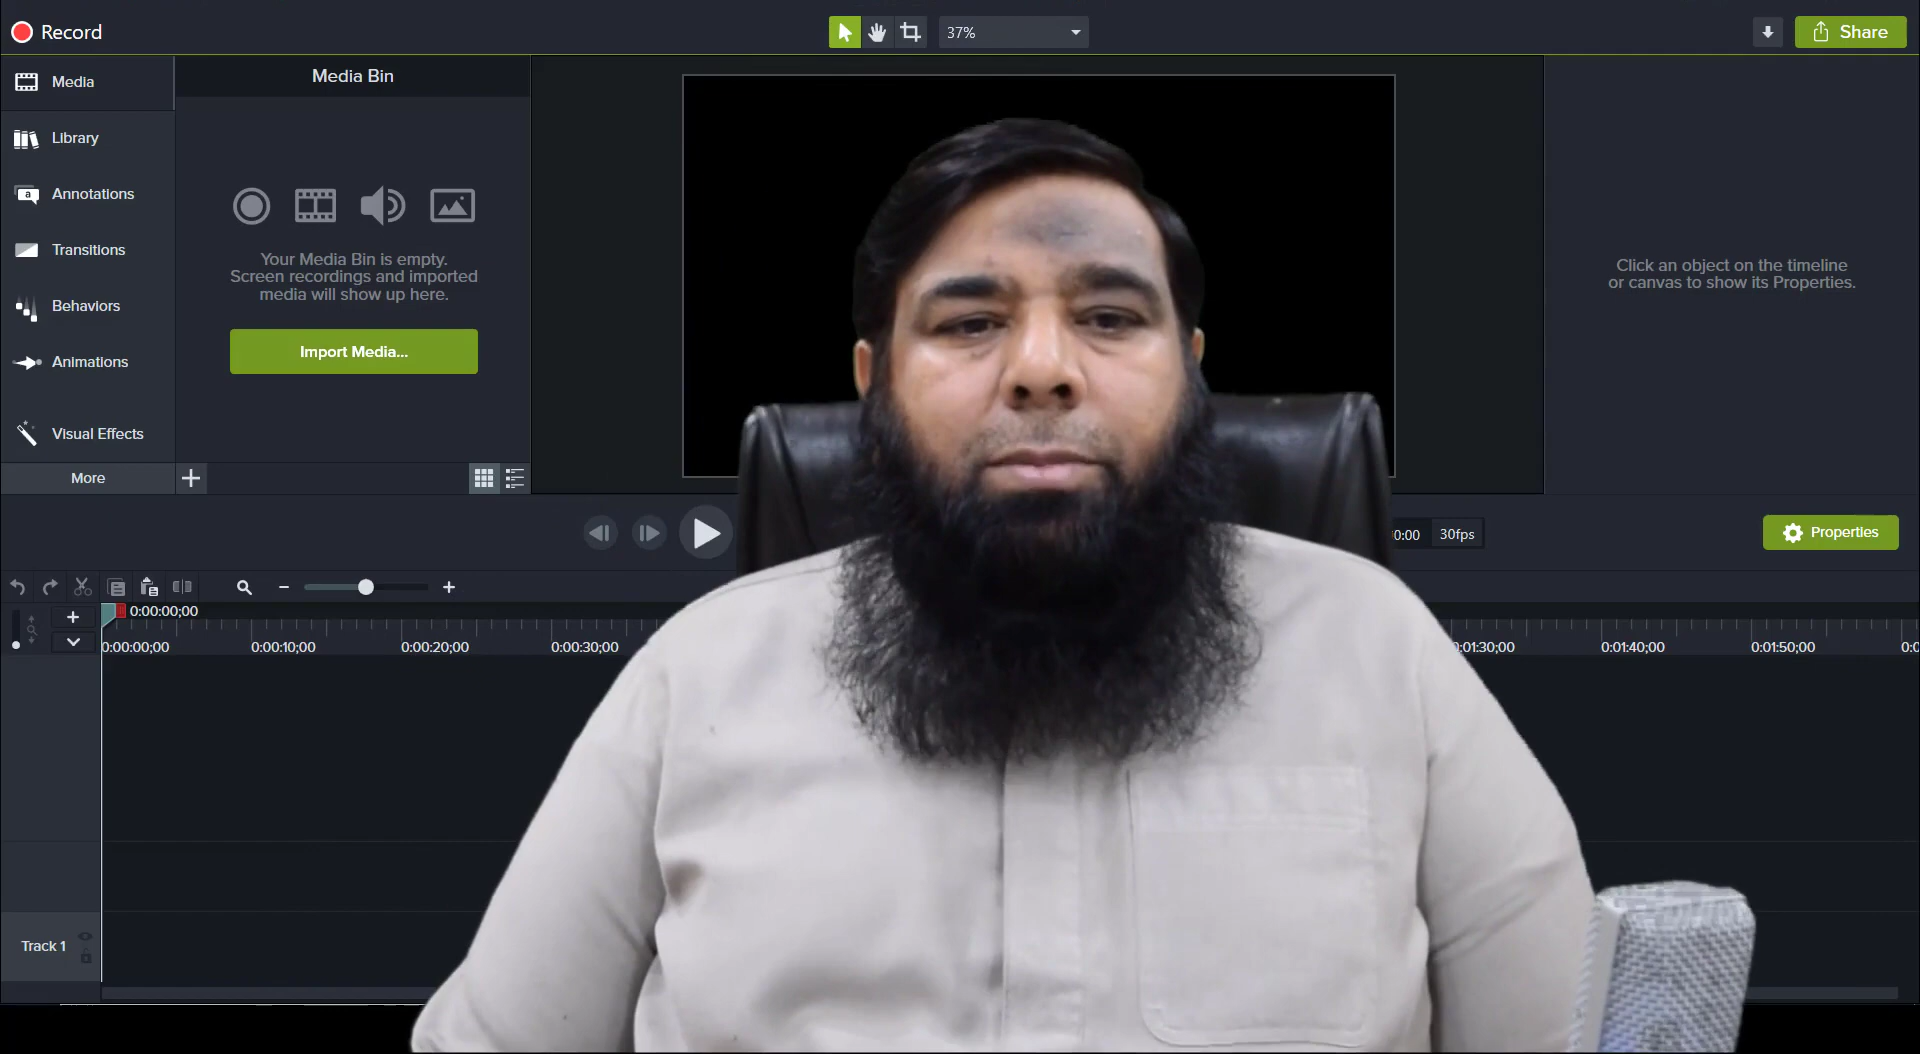 Record
37%
Share
Media
Media Bin
Library
Annotations
Transitions
Behaviors
Animations
Visual Effects
More
Your Media Bin is empty.
Screen recordings and imported
media will show up here.
Import Media...
Click an object on the timeline
or canvas to show its Properties.
0:00
30fps
Properties
0:00:00;00
0:00:00;00
0:00:10;00
0:00:20;00
0:00:30;00
0:01:30;00
0:01:40;00
0:01:50;00
Track 1